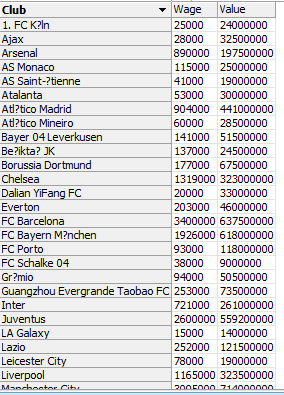 Club Wage Value
1. FC K?ln 25000 24000000
Ajax 28000 32500000
Arsenal 890000 197500000
AS Monaco 115000 25000000
AS Saint-?tienne 41000 19000000
Atalanta 53000 30000000
Atl?tico Madrid 904000 441000000
Atl?tico Mineiro 60000 28500000
Bayer 04 Leverkusen 141000 51500000
Be?ikta? JK 137000 24500000
Borussia Dortmund 177000 67500000
Chelsea 1319000 323000000
Dalian YiFang FC 20000 33000000
Everton 203000 46000000
FC Barcelona 3400000 637500000
FC Bayern M?nchen 1926000 618000000
FC Porto 93000 118000000
FC Schalke 04 38000 9000000
Gr?mio 94000 50500000
Guangzhou Evergrande Taobao FC 253000 73500000
Inter 721000 261000000
Juventus 2600000 559200000
LA Galaxy 15000 14000000
Lazio 252000 121500000
Leicester City 78000 19000000
Liverpool 1165000 323500000
Manchester City 714000000